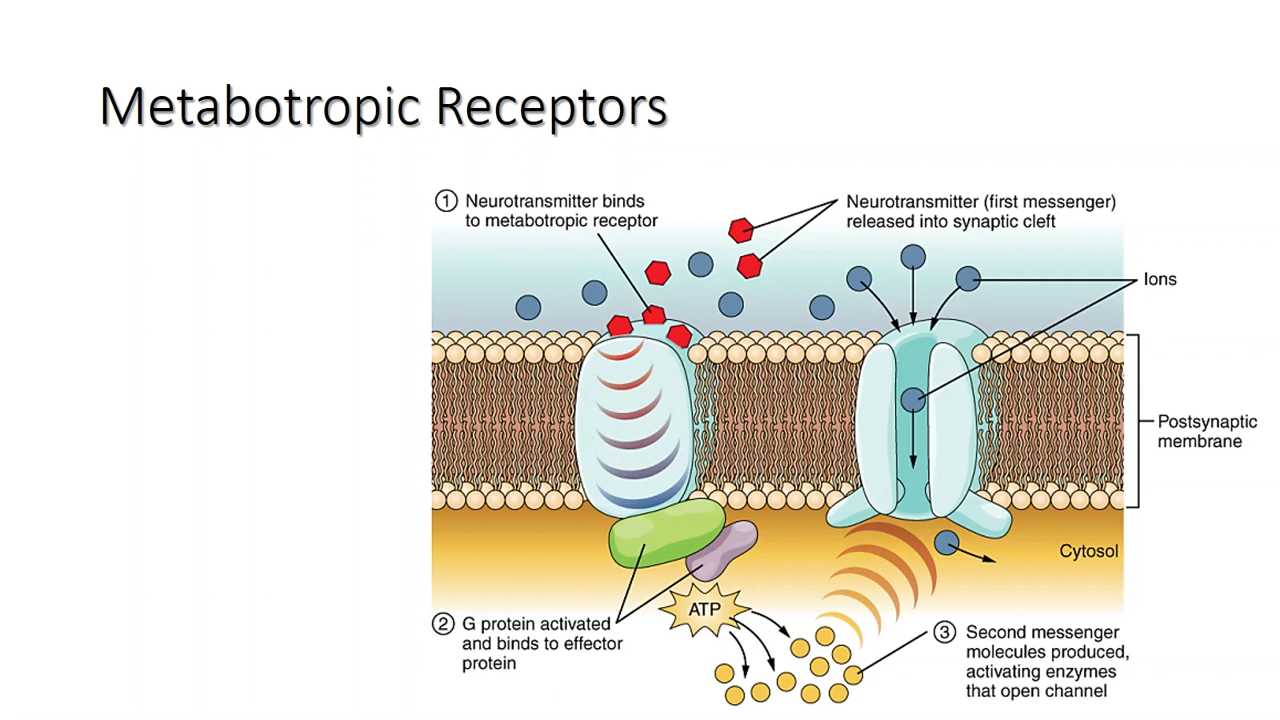 Metabotropic Receptors
① Neurotransmitter binds
to metabotropic receptor
Neurotransmitter (first messenger)
released into synaptic cleft
Ions
Postsynaptic
membrane
Cytosol
ATP
② G protein activated
and binds to effector
protein
③ Second messenger
molecules produced,
activating enzymes
that open channel